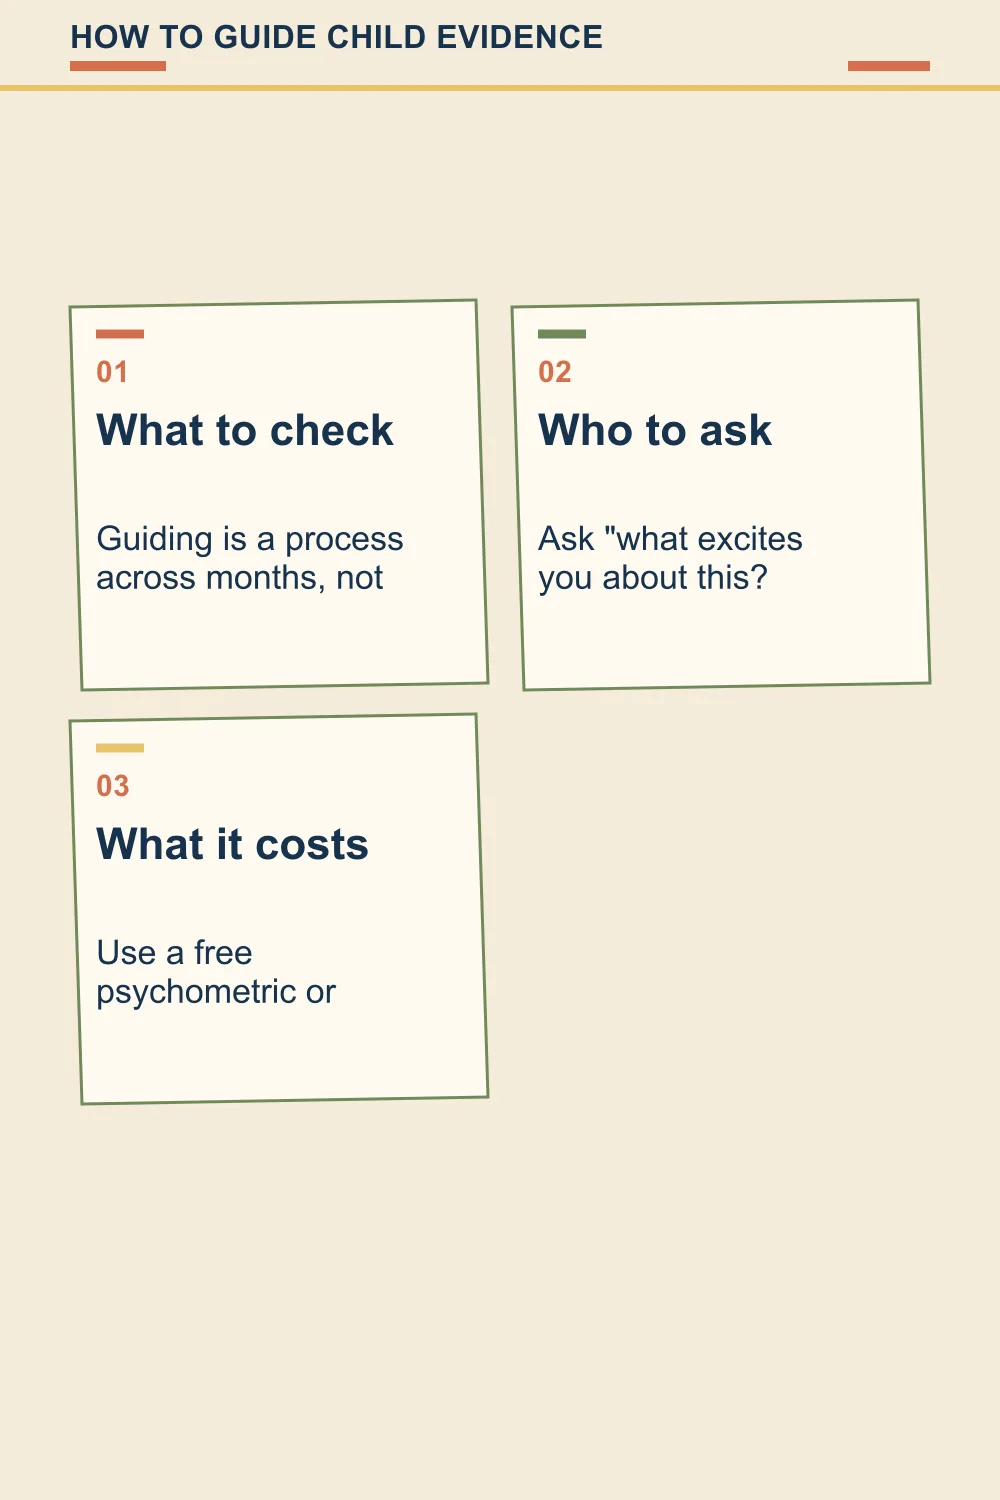 HOW TO GUIDE CHILD EVIDENCE
01
What to check
Guiding is a process
across months, not
02
Who to ask
Ask "what excites
you about this?
03
What it costs
Use a free
psychometric or